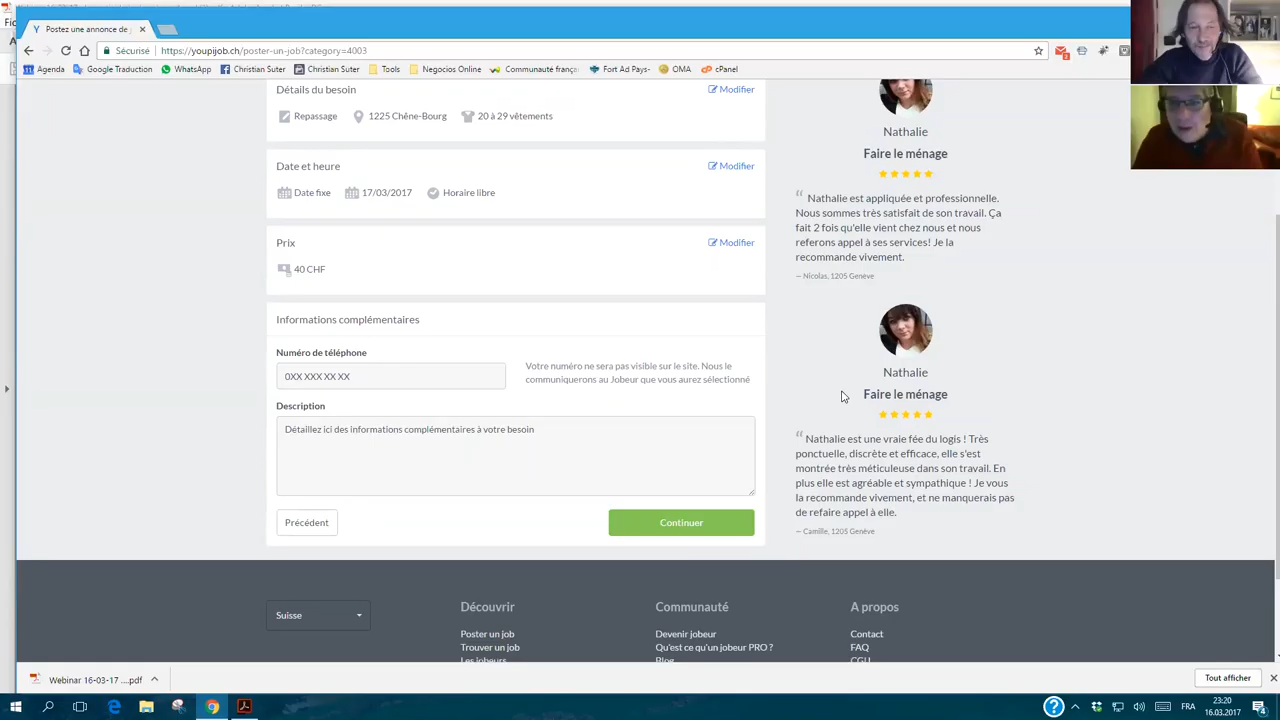 Postez une annonce de j
Sécurisé https://youpijob.ch/poster-un-job?category=4003
Agenda Google Traduction WhatsApp Christian Suter Christian Suter Tools Negocios Online Communauté franç Fort Ad Pays- OMA cPanel
Détails du besoin Modifier
Repassage 1225 Chêne-Bourg 20 à 29 vêtements
Date et heure Modifier
Date fixe 17/03/2017 Horaire libre
Prix Modifier
40 CHF
Informations complémentaires
Numéro de téléphone
0XX XXX XX XX
Votre numéro ne sera pas visible sur le site. Nous le
communiquerons au Jobeur que vous aurez sélectionné
Description
Détaillez ici des informations complémentaires à votre besoin
Précédent Continuer
Nathalie
Faire le ménage
“ Nathalie est appliquée et professionnelle.
Nous sommes très satisfait de son travail. Ça
fait 2 fois qu'elle vient chez nous et nous
referons appel à ses services! Je la
recommande vivement.
— Nicolas, 1205 Genève
Nathalie
Faire le ménage
“ Nathalie est une vraie fée du logis ! Très
ponctuelle, discrète et efficace, elle s'est
montrée très méticuleuse dans son travail. En
plus elle est agréable et sympathique ! Je vous
la recommande vivement, et ne manquerais pas
de refaire appel à elle.
— Camille, 1205 Genève
Suisse
Découvrir
Poster un job
Trouver un job
Les jobeurs
Communauté
Devenir jobeur
Qu'est ce qu'un jobeur PRO ?
Blog
A propos
Contact
FAQ
CGU
Webinar 16-03-17 ....pdf
Tout afficher
FRA
23:20
16.03.2017
4